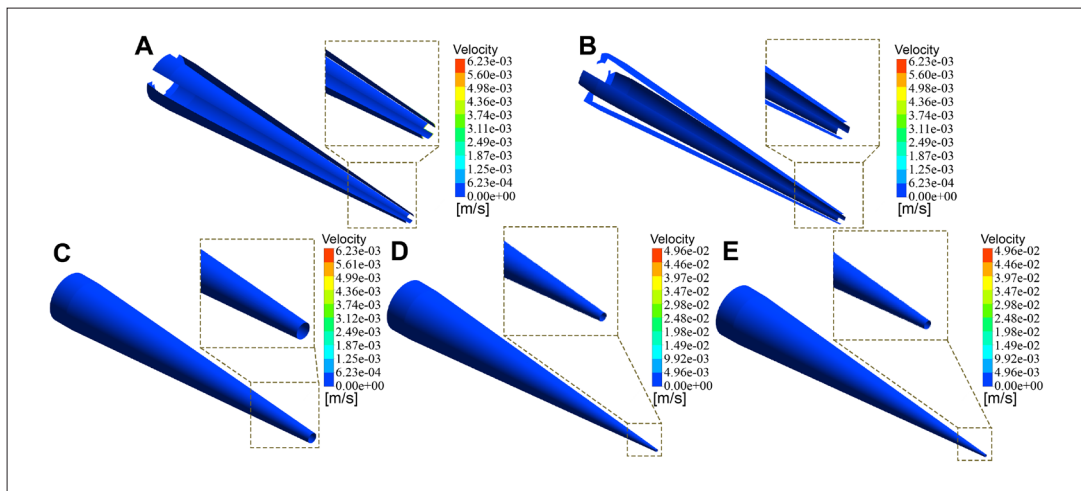 A
Velocity
6.23e-03
5.60e-03
4.98e-03
4.36e-03
3.74e-03
3.11e-03
2.49e-03
1.87e-03
1.25e-03
6.23e-04
0.00e+00
[m/s]
B
Velocity
6.23e-03
5.60e-03
4.98e-03
4.36e-03
3.74e-03
3.11e-03
2.49e-03
1.87e-03
1.25e-03
6.23e-04
0.00e+00
[m/s]
C
Velocity
6.23e-03
5.61e-03
4.99e-03
4.36e-03
3.74e-03
3.12e-03
2.49e-03
1.87e-03
1.25e-03
6.23e-04
0.00e+00
[m/s]
D
Velocity
4.96e-02
4.46e-02
3.97e-02
3.47e-02
2.98e-02
2.48e-02
1.98e-02
1.49e-02
9.92e-03
4.96e-03
0.00e+00
[m/s]
E
Velocity
4.96e-02
4.46e-02
3.97e-02
3.47e-02
2.98e-02
2.48e-02
1.98e-02
1.49e-02
9.92e-03
4.96e-03
0.00e+00
[m/s]